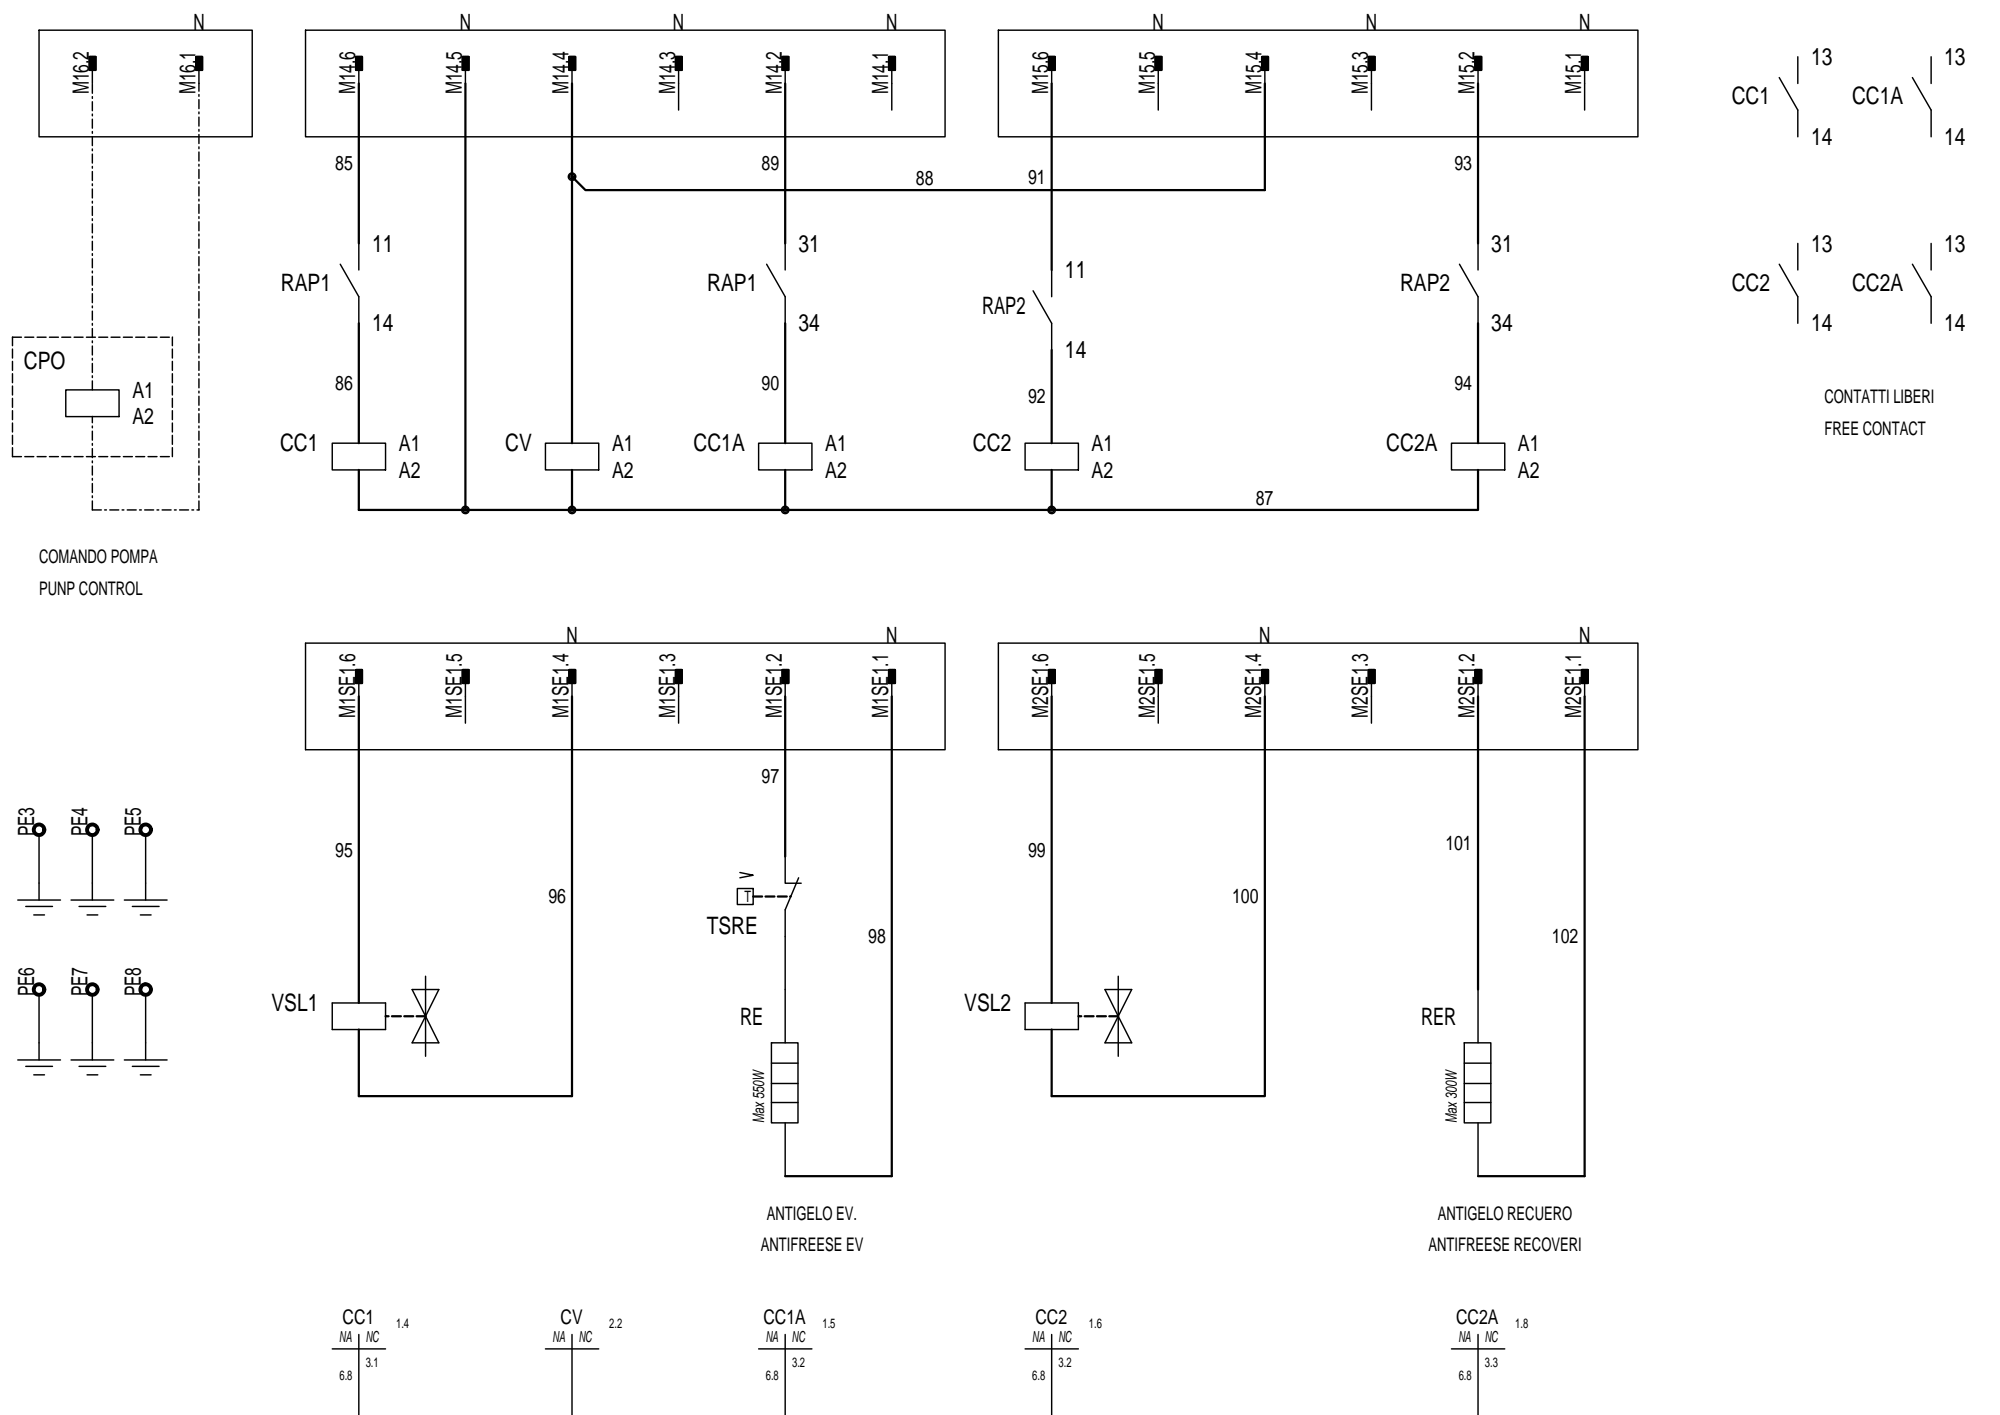 N N N N N N N
M16.2 M16.1 M14.6 M14.5 M14.4 M14.3 M14.2 M14.1 M15.6 M15.5 M15.4 M15.3 M15.2 M15.1
13 13
CC1 CC1A
14 14
85 89 88 91 93
11 31 11 31 13 13
RAP1 RAP1 RAP2 RAP2 CC2 CC2A
14 34 14 34 14 14
CPO
A1
A2
86 90 92 94
CONTATTI LIBERI
FREE CONTACT
CC1 A1 CV A1 CC1A A1 CC2 A1 CC2A A1
A2 A2 A2 A2 A2
87
COMANDO POMPA
PUNP CONTROL
N N N N
M1SE1.6 M1SE1.5 M1SE1.4 M1SE1.3 M1SE1.2 M1SE1.1 M2SE1.6 M2SE1.5 M2SE1.4 M2SE1.3 M2SE1.2 M2SE1.1
97
PE3 PE4 PE5
95 99 101
96 V 100
T
TSRE
98 102
PE6 PE7 PE8
VSL1 RE VSL2 RER
Max 550W Max 300W
ANTIGELO EV. ANTIGELO RECUERO
ANTIFREESE EV ANTIFREESE RECOVERI
CC1 1.4 CV 2.2 CC1A 1.5 CC2 1.6 CC2A 1.8
NA NC NA NC NA NC NA NC NA NC
3.1 3.2 3.2 3.3
6.8 6.8 6.8 6.8